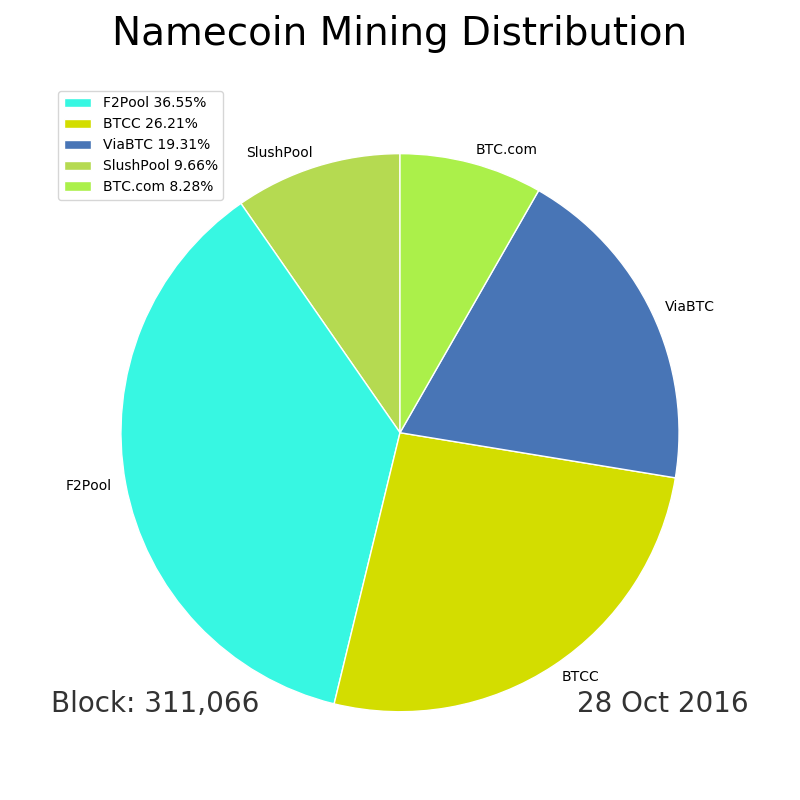 Namecoin Mining Distribution
F2Pool 36.55%
BTCC 26.21%
ViaBTC 19.31%
SlushPool 9.66%
BTC.com 8.28%
SlushPool
BTC.com
ViaBTC
F2Pool
BTCC
Block: 311,066
28 Oct 2016